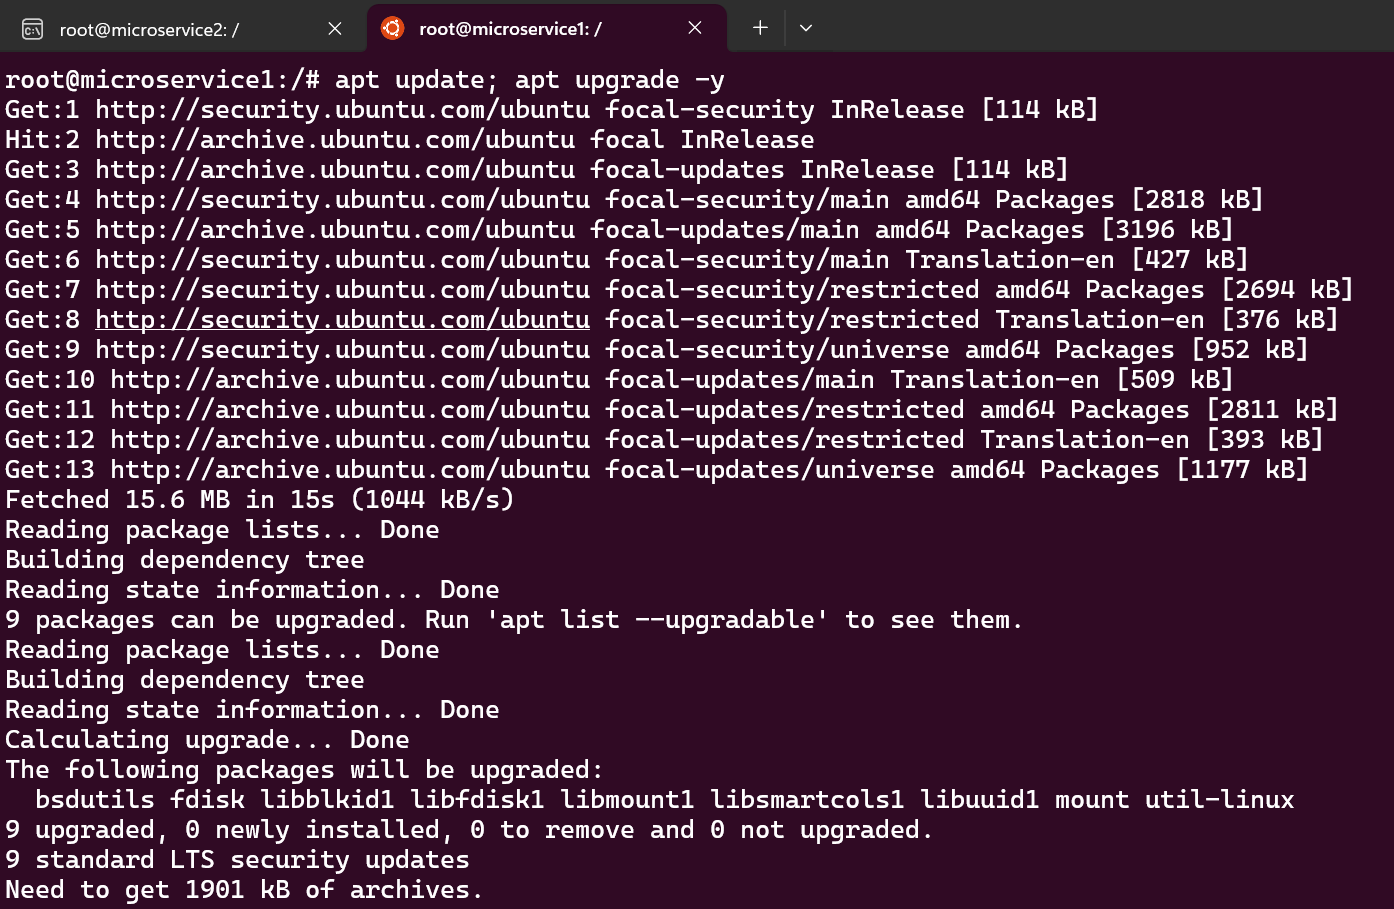 root@microservice2: /
root@microservice1: /
root@microservice1:/# apt update; apt upgrade -y
Get:1 http://security.ubuntu.com/ubuntu focal-security InRelease [114 kB]
Hit:2 http://archive.ubuntu.com/ubuntu focal InRelease
Get:3 http://archive.ubuntu.com/ubuntu focal-updates InRelease [114 kB]
Get:4 http://security.ubuntu.com/ubuntu focal-security/main amd64 Packages [2818 kB]
Get:5 http://archive.ubuntu.com/ubuntu focal-updates/main amd64 Packages [3196 kB]
Get:6 http://security.ubuntu.com/ubuntu focal-security/main Translation-en [427 kB]
Get:7 http://security.ubuntu.com/ubuntu focal-security/restricted amd64 Packages [2694 kB]
Get:8 http://security.ubuntu.com/ubuntu focal-security/restricted Translation-en [376 kB]
Get:9 http://security.ubuntu.com/ubuntu focal-security/universe amd64 Packages [952 kB]
Get:10 http://archive.ubuntu.com/ubuntu focal-updates/main Translation-en [509 kB]
Get:11 http://archive.ubuntu.com/ubuntu focal-updates/restricted amd64 Packages [2811 kB]
Get:12 http://archive.ubuntu.com/ubuntu focal-updates/restricted Translation-en [393 kB]
Get:13 http://archive.ubuntu.com/ubuntu focal-updates/universe amd64 Packages [1177 kB]
Fetched 15.6 MB in 15s (1044 kB/s)
Reading package lists... Done
Building dependency tree
Reading state information... Done
9 packages can be upgraded. Run 'apt list --upgradable' to see them.
Reading package lists... Done
Building dependency tree
Reading state information... Done
Calculating upgrade... Done
The following packages will be upgraded:
  bsdutils fdisk libblkid1 libfdisk1 libmount1 libsmartcols1 libuuid1 mount util-linux
9 upgraded, 0 newly installed, 0 to remove and 0 not upgraded.
9 standard LTS security updates
Need to get 1901 kB of archives.